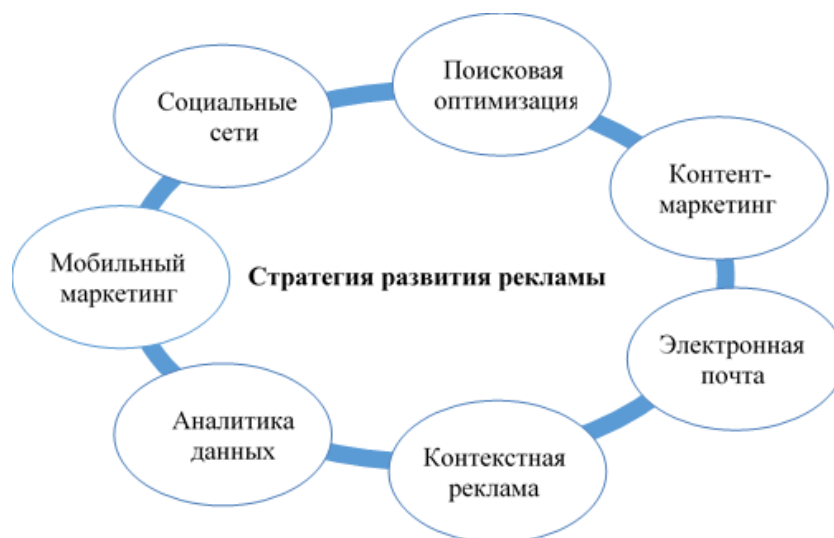 Поисковая
оптимизация
Социальные
сети
Контент-
маркетинг
Мобильный
маркетинг
Стратегия развития рекламы
Электронная
почта
Аналитика
данных
Контекстная
реклама